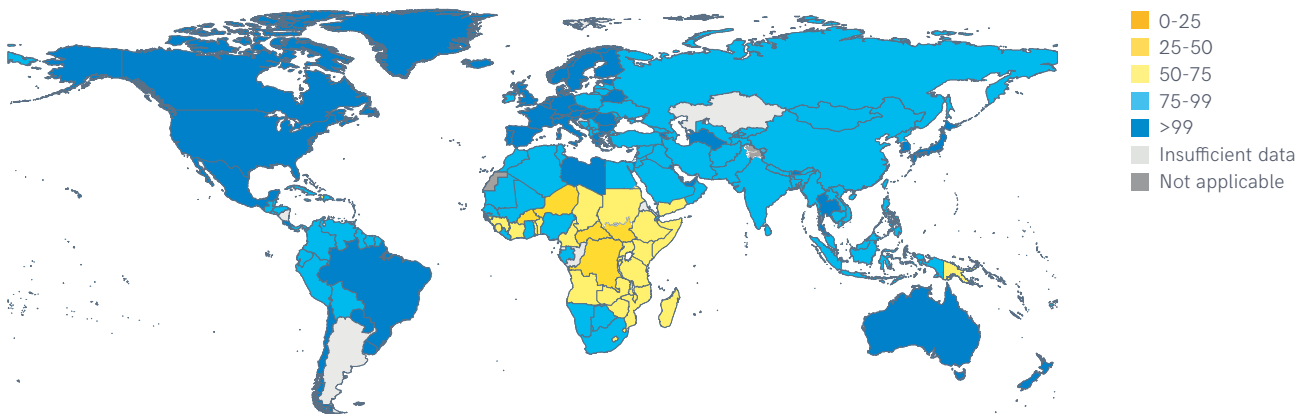 0-25
25-50
50-75
75-99
>99
Insufficient data
Not applicable